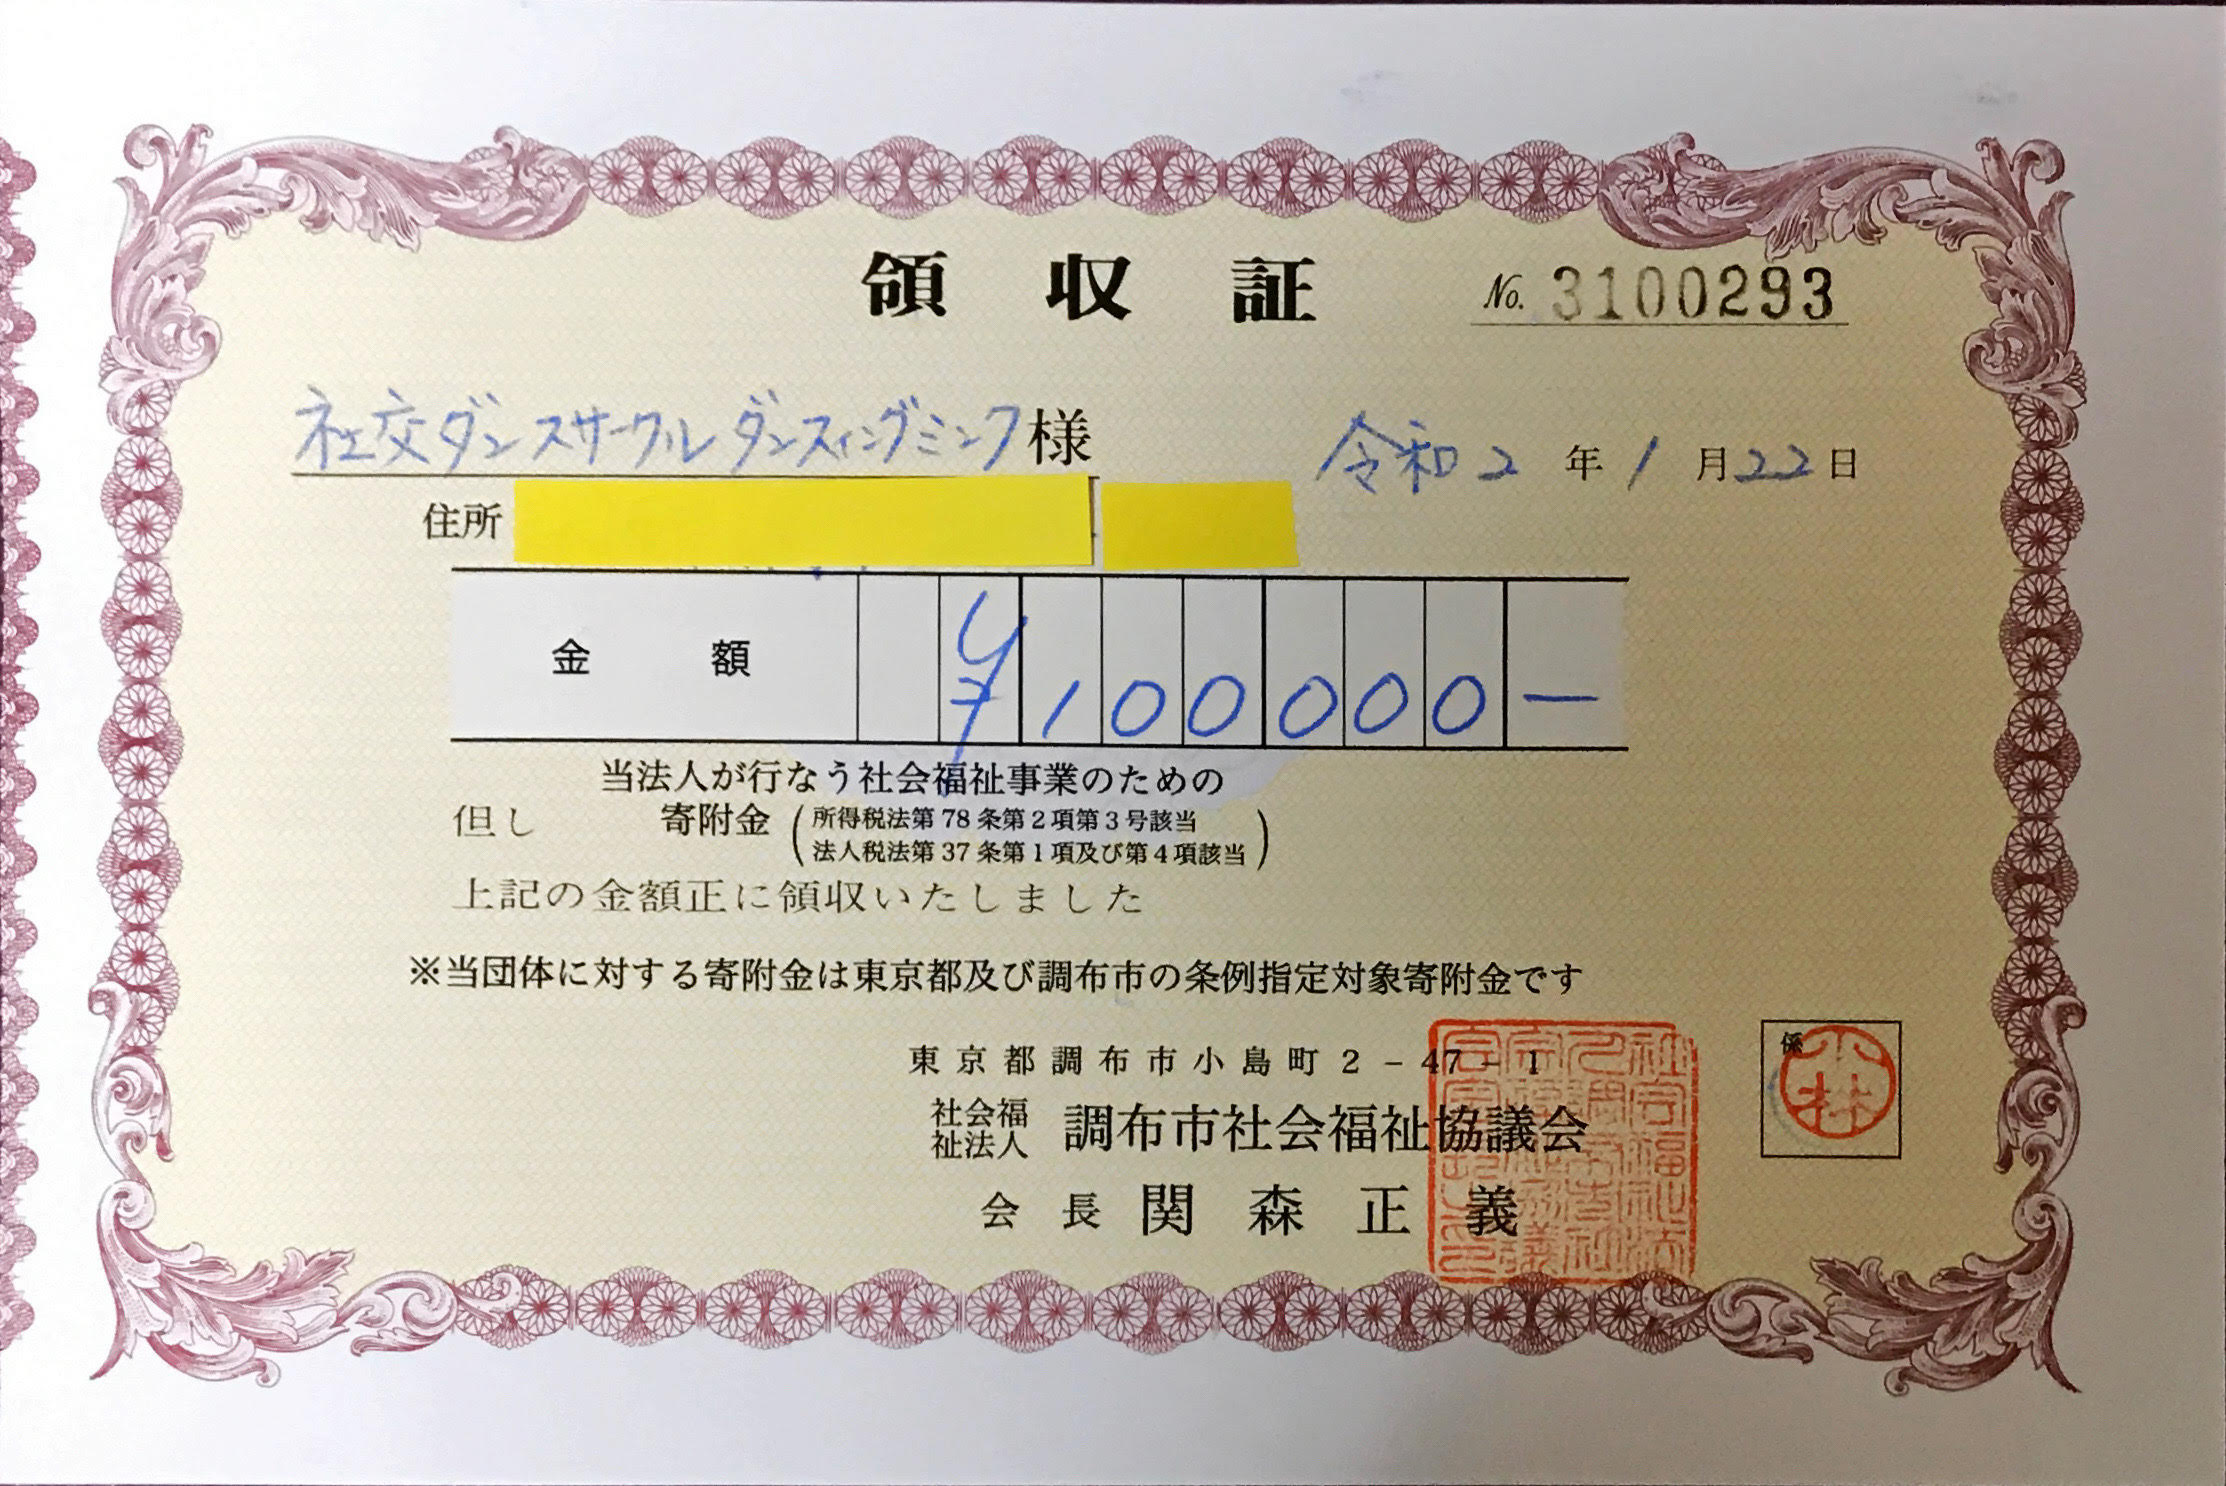 領収証
No. 3100293
社交ダンスサークル ダンスィングミンク様
令和2年1月22日
住所
金額 ¥100000-
当法人が行なう社会福祉事業のための
但し 寄附金
(所得税法第78条第2項第3号該当
法人税法第37条第1項及び第4項該当)
上記の金額正に領収いたしました
※当団体に対する寄附金は東京都及び調布市の条例指定対象寄附金です
東京都調布市小島町2-47-1
社会福祉法人 調布市社会福祉協議会
会長 関森正義
係
小林